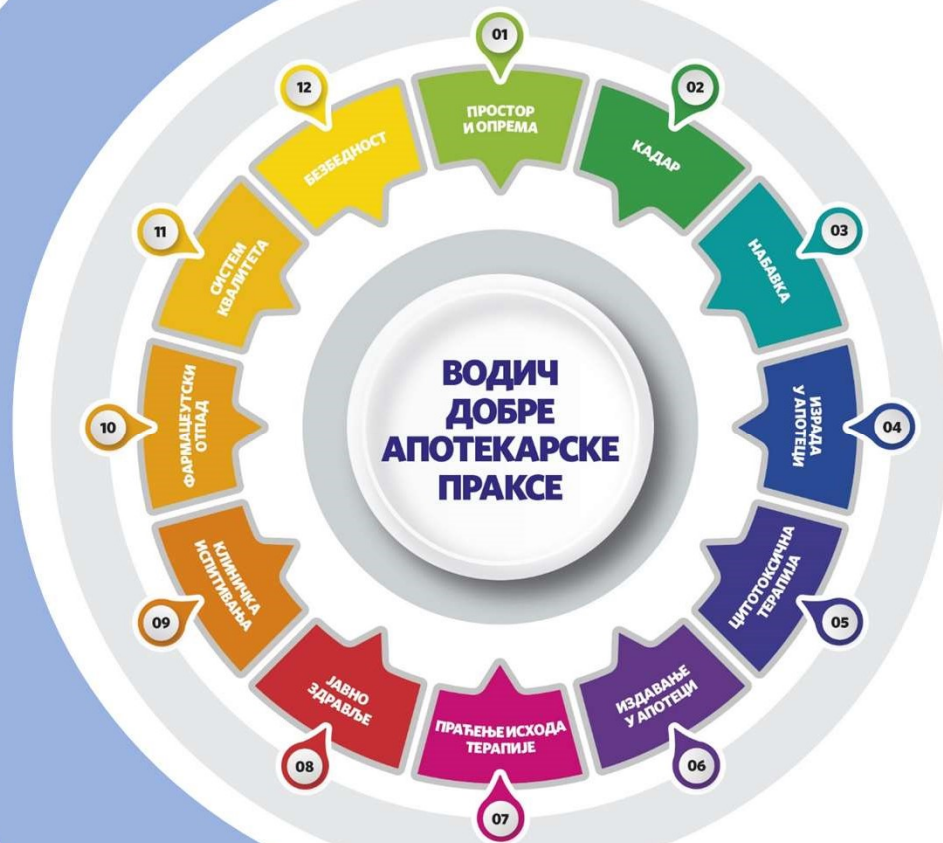 ВОДИЧ
ДОБРЕ
АПОТЕКАРСКЕ
ПРАКСЕ
01
ПРОСТОР
И ОПРЕМА
02
КАДАР
03
НАБАВКА
04
ИЗРАДА
У АПОТЕЦИ
05
ЦИТОТОКСИЧНА
ТЕРАПИЈА
06
ИЗДАВАЊЕ
У АПОТЕЦИ
07
ПРАЋЕЊЕ ИСХОДА
ТЕРАПИЈЕ
08
ЈАВНО
ЗДРАВЉЕ
09
КЛИНИЧКА
ИСПИТИВАЊА
10
ФАРМАЦЕУТСКИ
ОТПАД
11
СИСТЕМ
КВАЛИТЕТА
12
БЕЗБЕДНОСТ